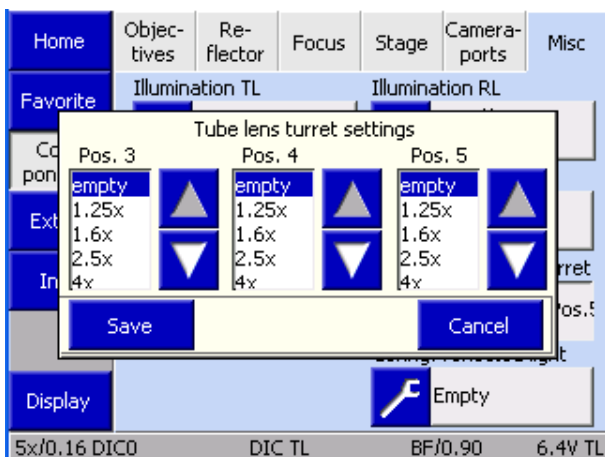 Home
Objec-
tives
Re-
flector
Focus
Stage
Camera-
ports
Misc
Favorite
Illumination TL
Illumination RL
Tube lens turret settings
Pos. 3
Pos. 4
Pos. 5
empty
1.25x
1.6x
2.5x
4x
empty
1.25x
1.6x
2.5x
4x
empty
1.25x
1.6x
2.5x
4x
Save
Cancel
Display
Empty
5x/0.16 DIC0
DIC TL
BF/0.90
6.4V TL